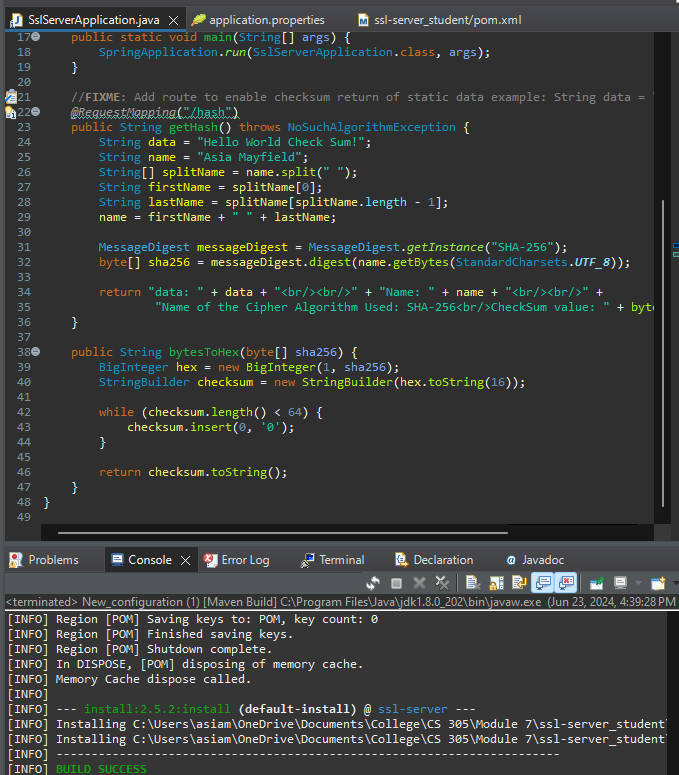 SslServerApplication.java application.properties ssl-server_student/pom.xml
17 public static void main(String[] args) {
18 SpringApplication.run(SslServerApplication.class, args);
19 }
20
21 //FIXME: Add route to enable checksum return of static data example: String data = "
22 @RequestMapping("/hash")
23 public String getHash() throws NoSuchAlgorithmException {
24 String data = "Hello World Check Sum!";
25 String name = "Asia Mayfield";
26 String[] splitName = name.split(" ");
27 String firstName = splitName[0];
28 String lastName = splitName[splitName.length - 1];
29 name = firstName + " " + lastName;
30
31 MessageDigest messageDigest = MessageDigest.getInstance("SHA-256");
32 byte[] sha256 = messageDigest.digest(name.getBytes(StandardCharsets.UTF_8));
33
34 return "data: " + data + "<br/><br/>" + "Name: " + name + "<br/><br/>" +
35 "Name of the Cipher Algorithm Used: SHA-256<br/>CheckSum value: " + byte
36 }
37
38 public String bytesToHex(byte[] sha256) {
39 BigInteger hex = new BigInteger(1, sha256);
40 StringBuilder checksum = new StringBuilder(hex.toString(16));
41
42 while (checksum.length() < 64) {
43 checksum.insert(0, '0');
44 }
45
46 return checksum.toString();
47 }
48 }
49
Problems Console Error Log Terminal Declaration Javadoc
<terminated> New_configuration (1) [Maven Build] C:\Program Files\Java\jdk1.8.0_202\bin\javaw.exe (Jun 23, 2024, 4:39:28 PM
[INFO] Region [POM] Saving keys to: POM, key count: 0
[INFO] Region [POM] Finished saving keys.
[INFO] Region [POM] Shutdown complete.
[INFO] In DISPOSE, [POM] disposing of memory cache.
[INFO] Memory Cache dispose called.
[INFO]
[INFO] --- install:2.5.2:install (default-install) @ ssl-server ---
[INFO] Installing C:\Users\asiam\OneDrive\Documents\College\CS 305\Module 7\ssl-server_student
[INFO] Installing C:\Users\asiam\OneDrive\Documents\College\CS 305\Module 7\ssl-server_student
[INFO] ------------------------------------------------------------------------
[INFO] BUILD SUCCESS